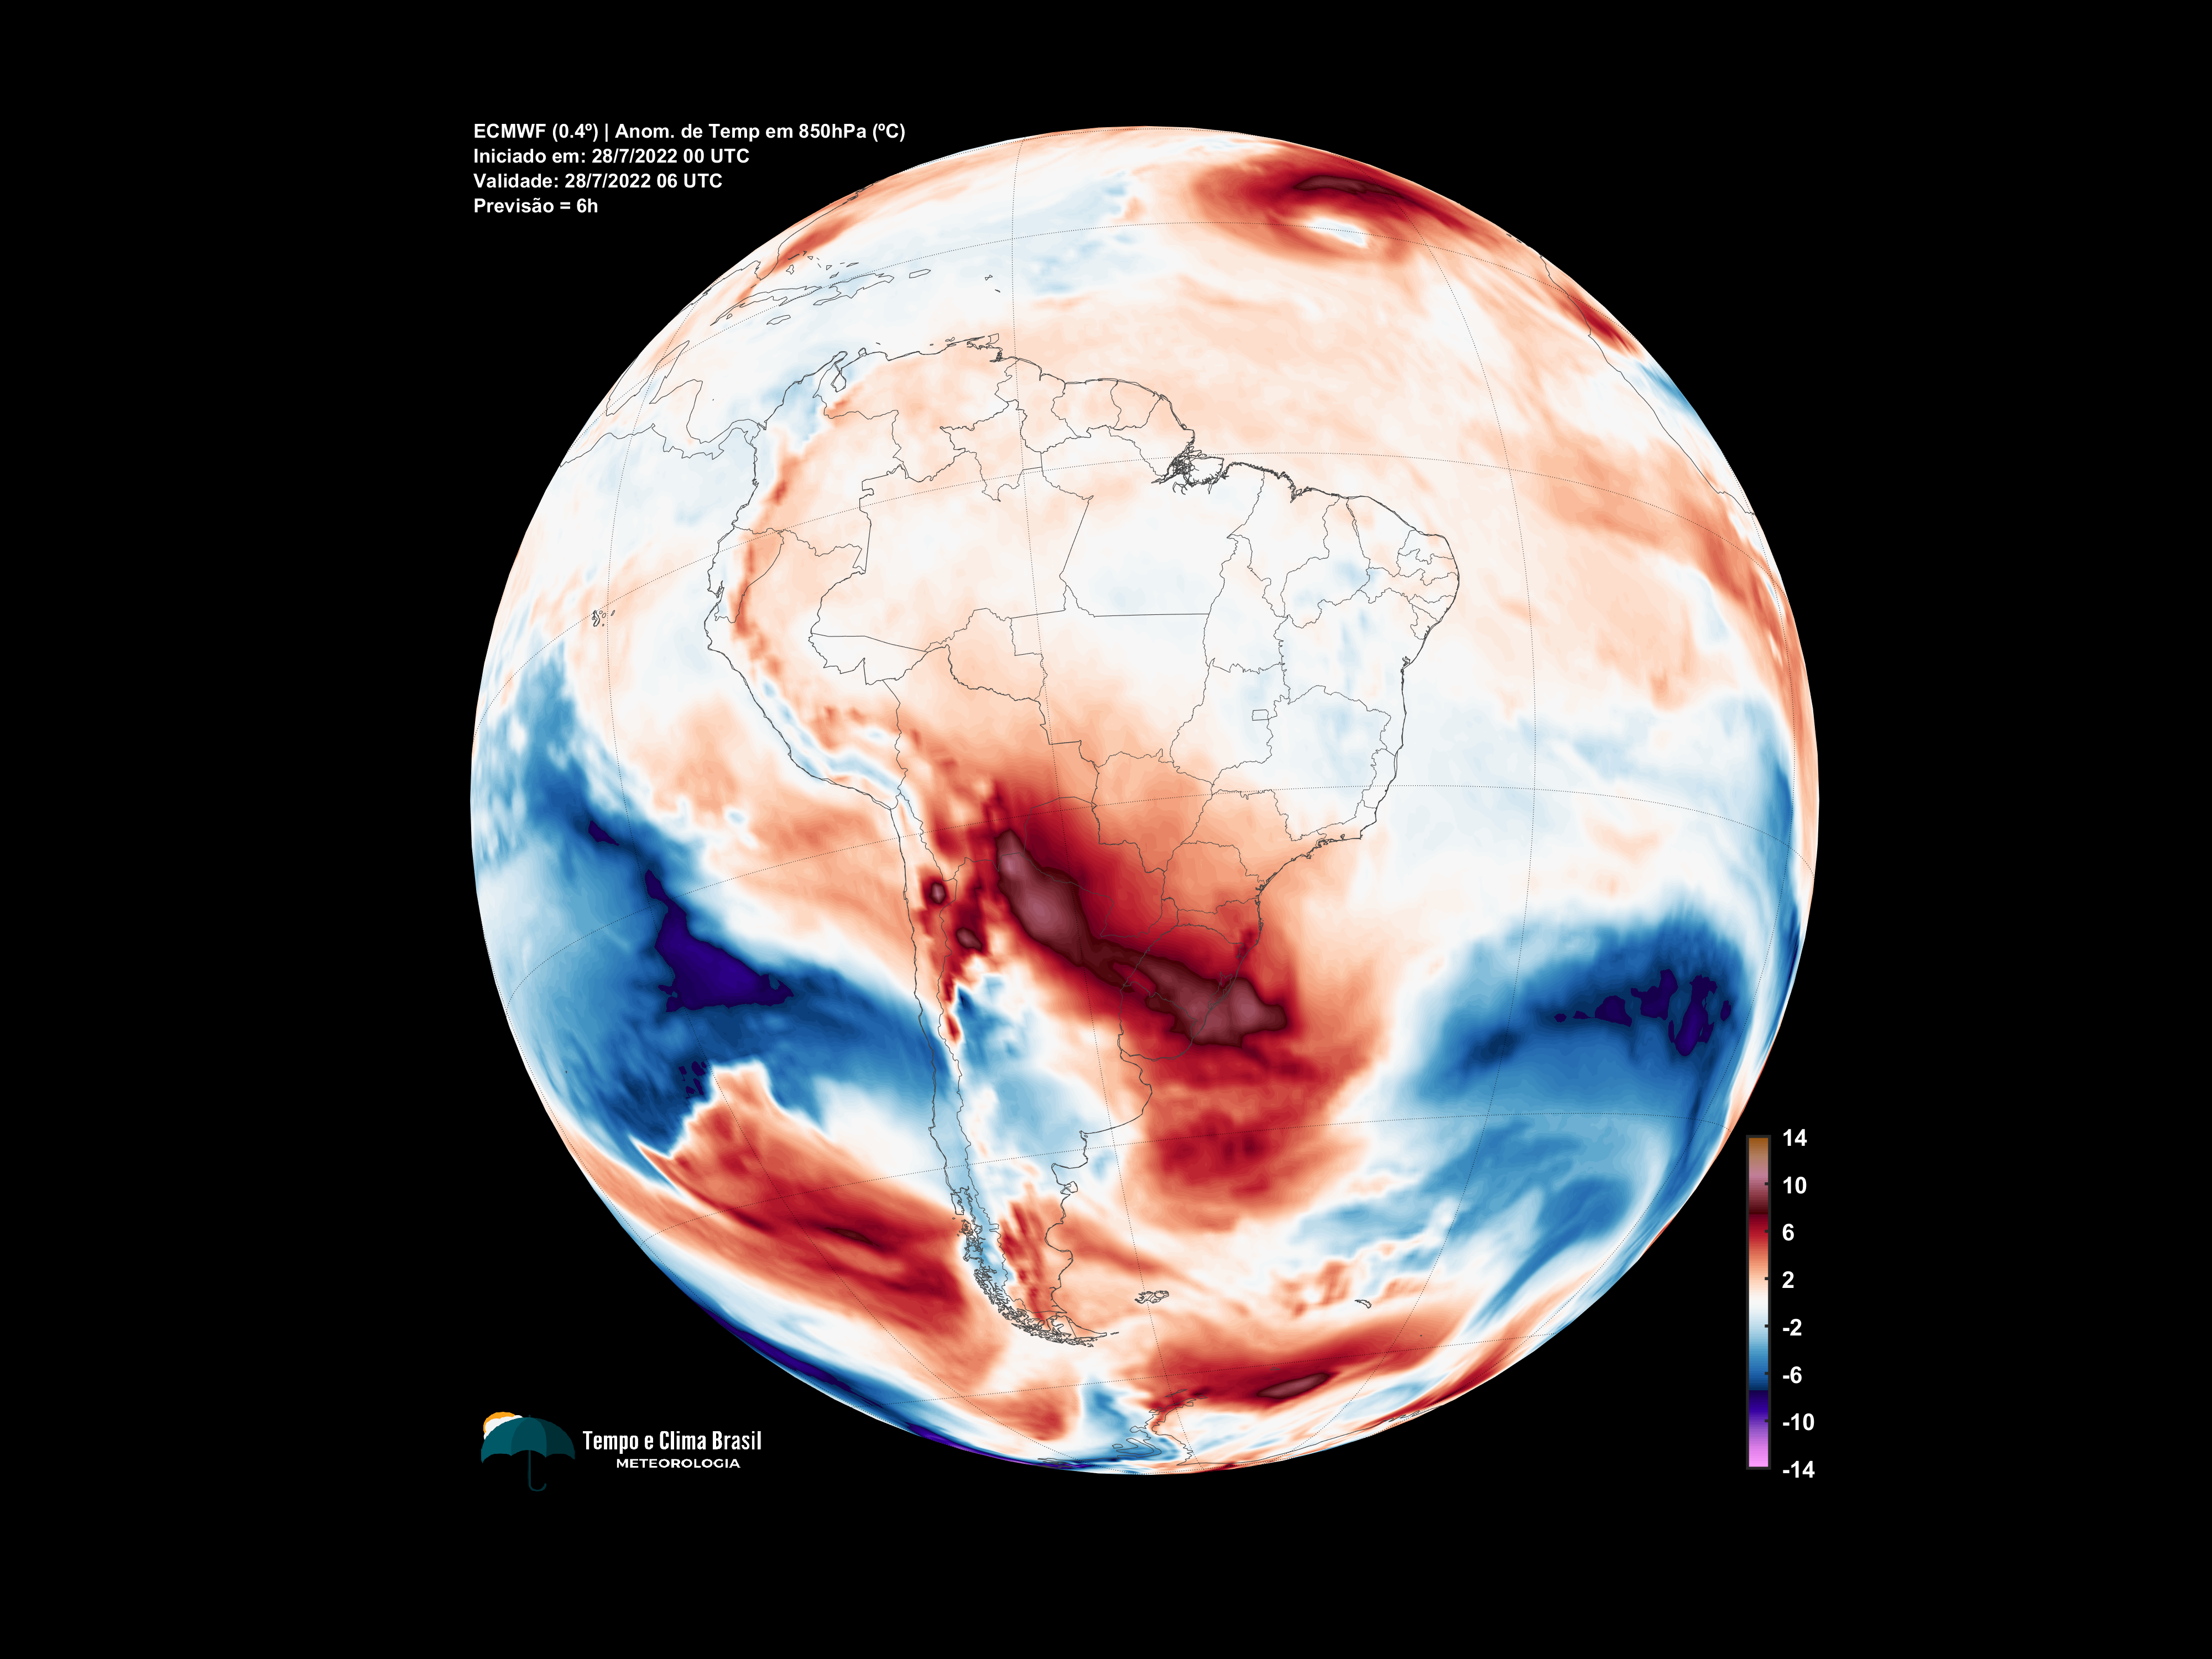 ECMWF (0.4º) | Anom. de Temp em 850hPa (ºC)
Iniciado em: 28/7/2022 00 UTC
Validade: 28/7/2022 06 UTC
Previsão = 6h
14
10
6
2
-2
-6
-10
-14
Tempo e Clima Brasil
METEOROLOGIA